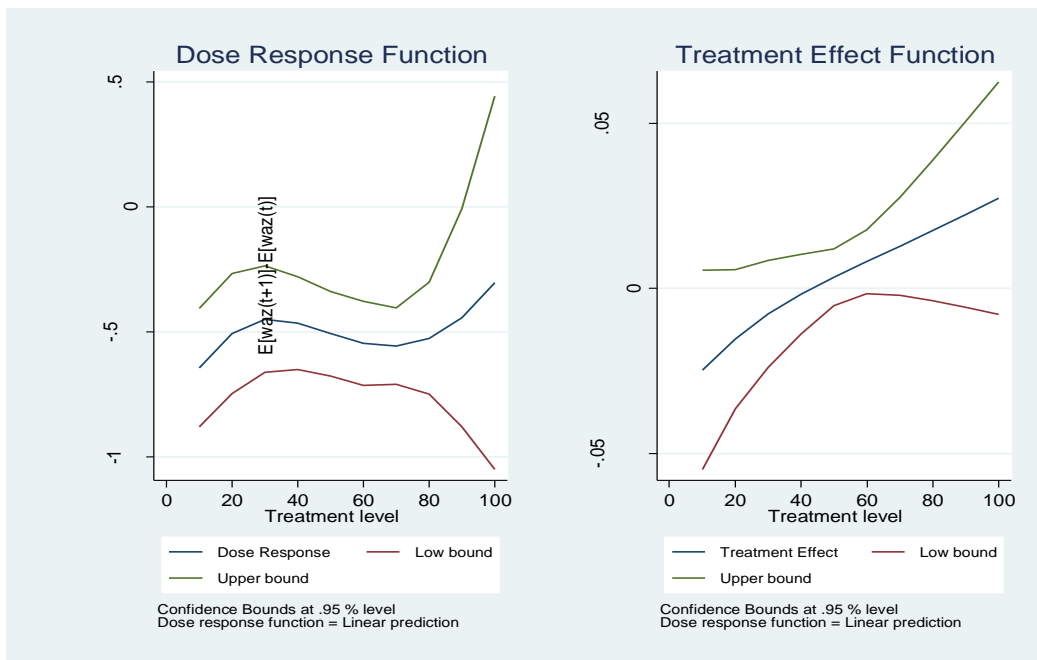 Dose Response Function
.5
0
-.5
-1
E[waz(t+1)]-E[waz(t)]
0 20 40 60 80 100
Treatment level
Dose Response Low bound
Upper bound
Confidence Bounds at .95 % level
Dose response function = Linear prediction
Treatment Effect Function
.05
0
-.05
0 20 40 60 80 100
Treatment level
Treatment Effect Low bound
Upper bound
Confidence Bounds at .95 % level
Dose response function = Linear prediction